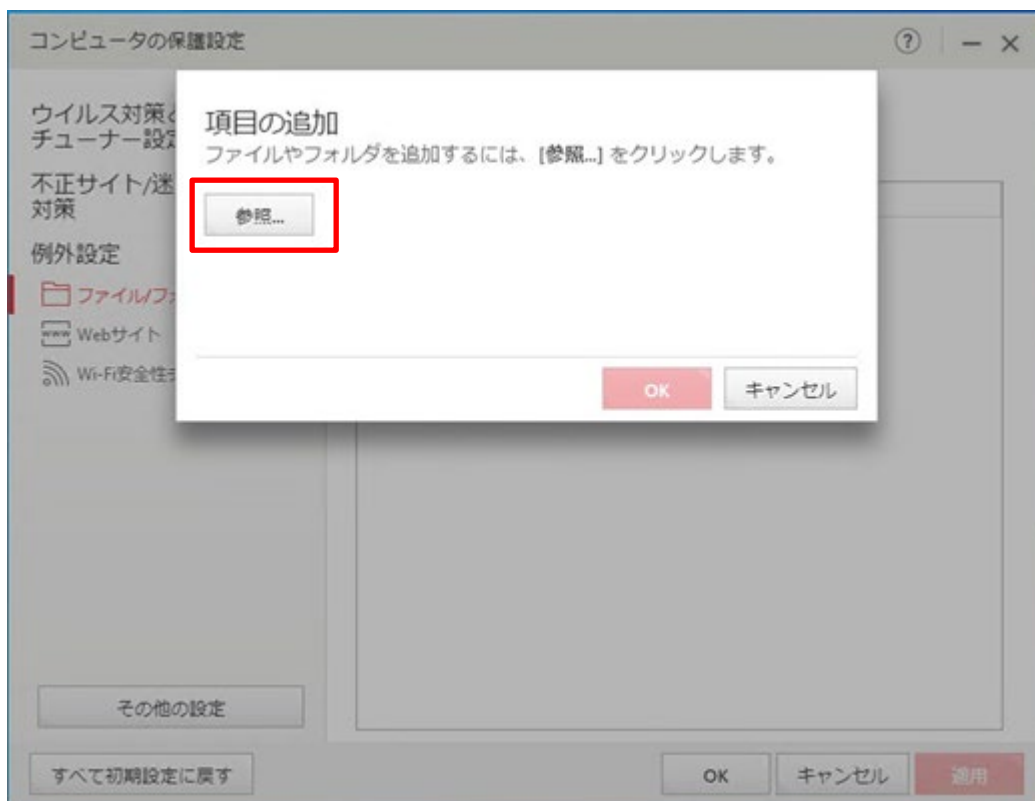 コンピュータの保護設定
?
ウイルス対策
チューナー設
項目の追加
ファイルやフォルダを追加するには、[参照...] をクリックします。
不正サイト/迷
対策
参照...
例外設定
ファイル/フ
www Webサイト
Wi-Fi安全性
OK
キャンセル
その他の設定
すべて初期設定に戻す
OK
キャンセル
適用